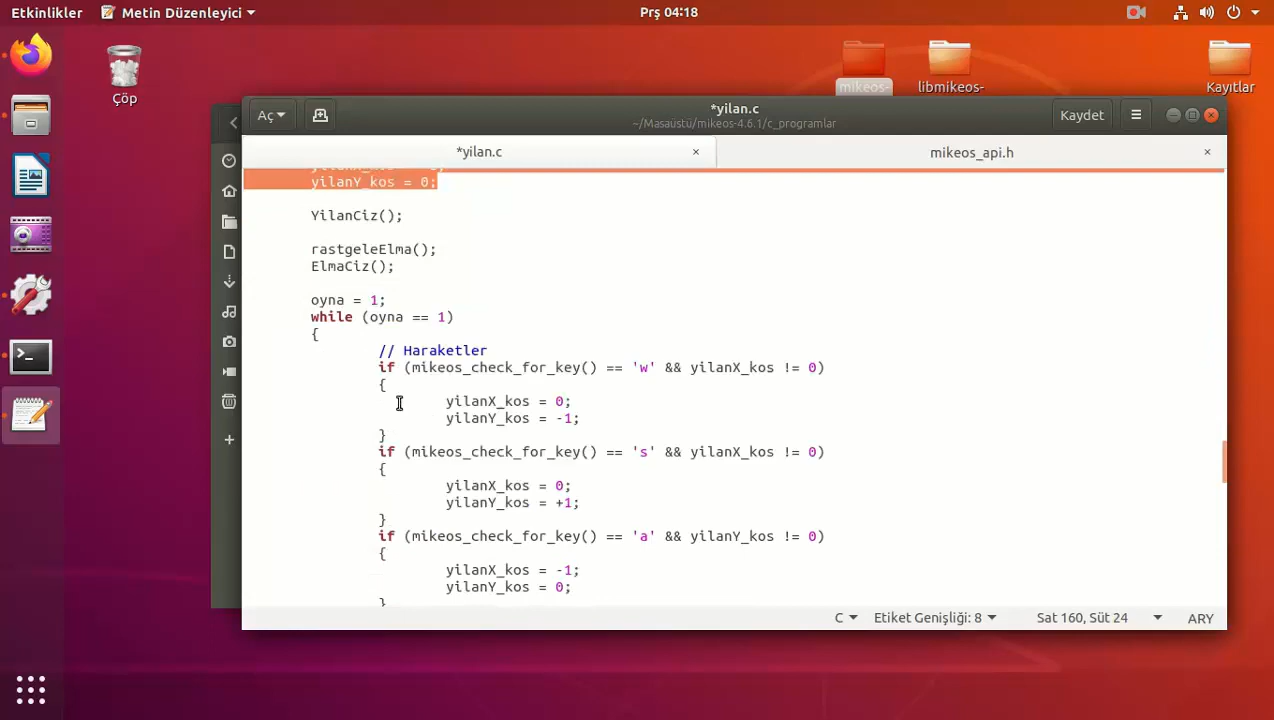 Etkinlikler
Metin Düzenleyici
Prş 04:18
Çöp
mikeos-
libmikeos-
Kayıtlar
Aç
*yilan.c
~/Masaüstü/mikeos-4.6.1/c_programlar
Kaydet
*yilan.c
mikeos_api.h
yilanY_kos = 0;
YilanCiz();
rastgeleElma();
ElmaCiz();
oyna = 1;
while (oyna == 1)
{
// Haraketler
if (mikeos_check_for_key() == 'w' && yilanX_kos != 0)
{
yilanX_kos = 0;
yilanY_kos = -1;
}
if (mikeos_check_for_key() == 's' && yilanX_kos != 0)
{
yilanX_kos = 0;
yilanY_kos = +1;
}
if (mikeos_check_for_key() == 'a' && yilanY_kos != 0)
{
yilanX_kos = -1;
yilanY_kos = 0;
}
C
Etiket Genişliği: 8
Sat 160, Süt 24
ARY